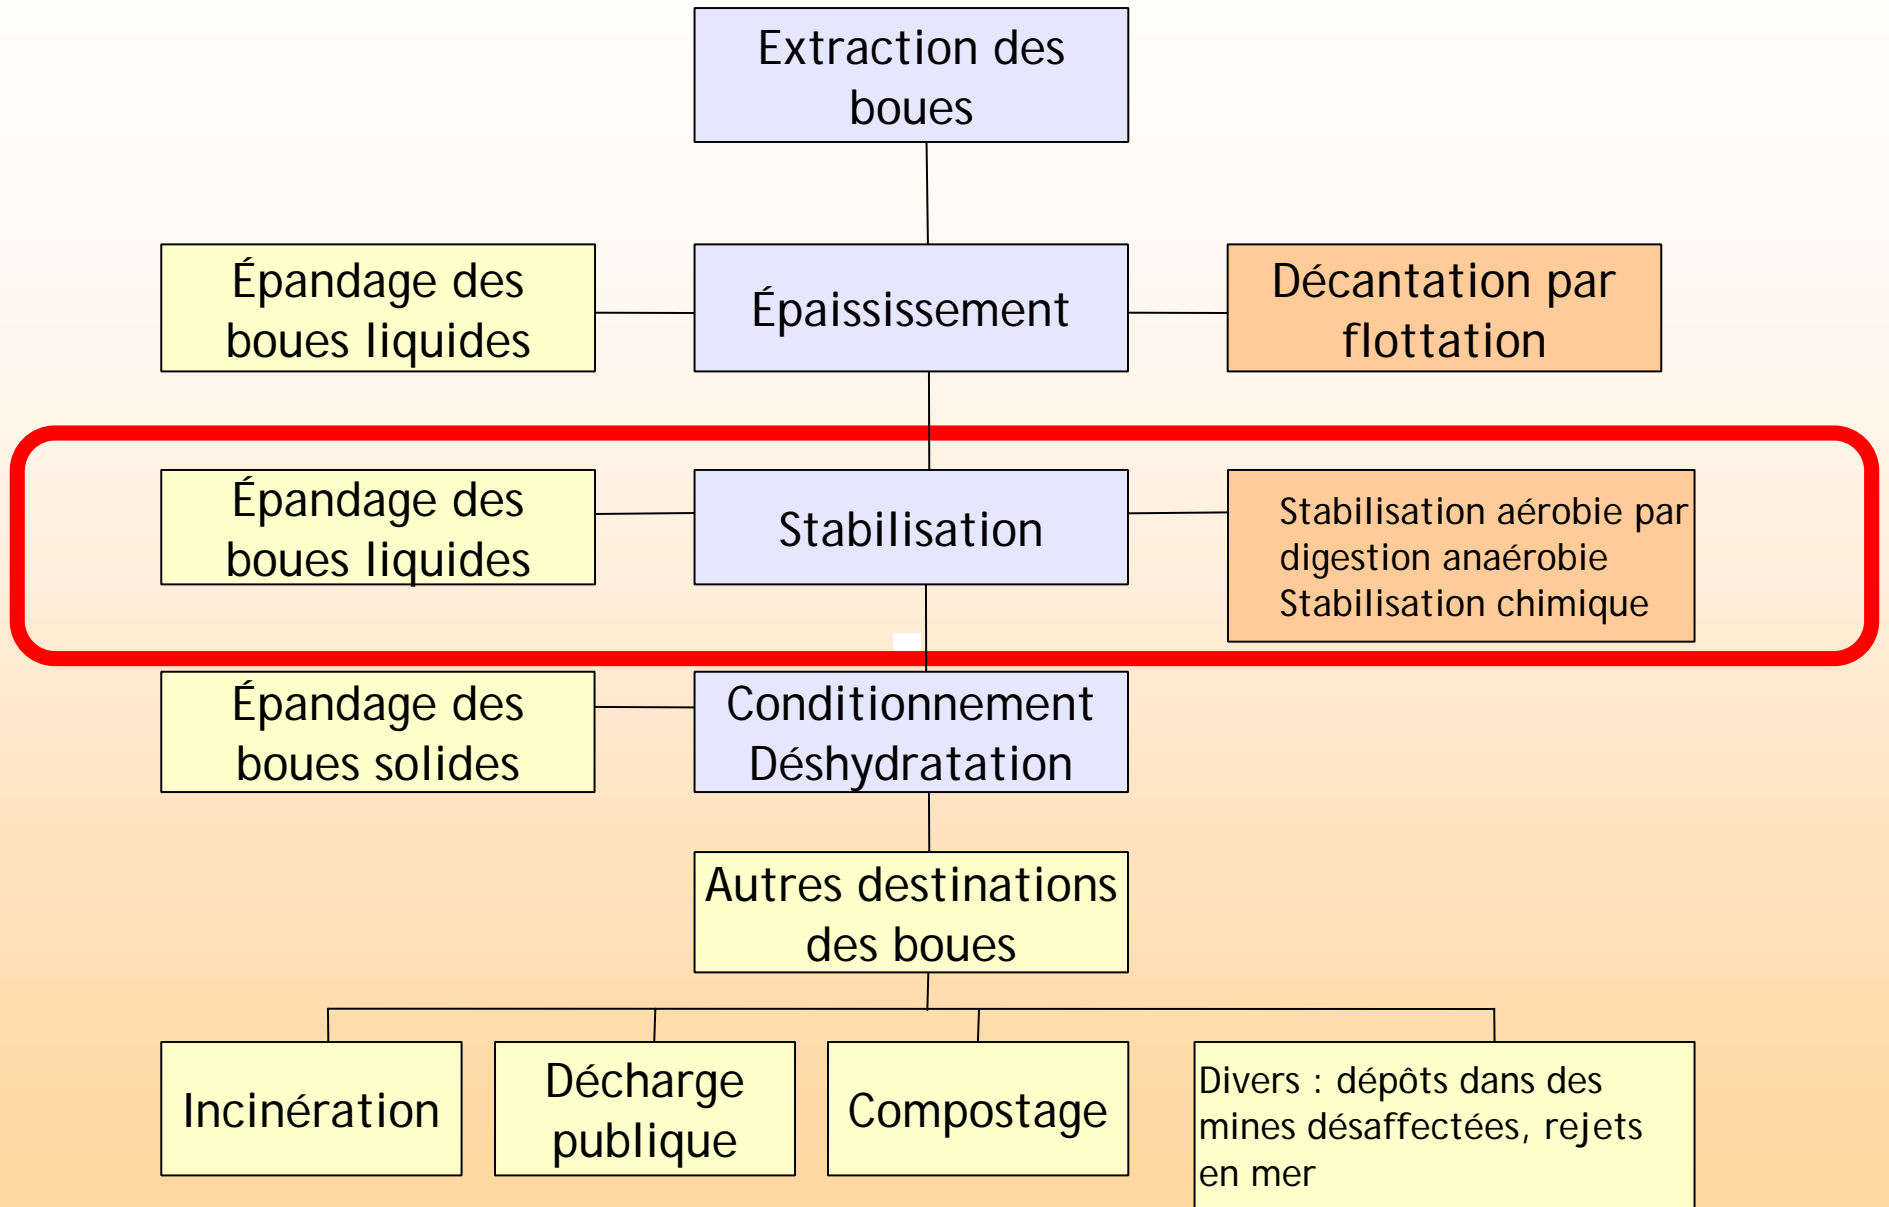 Extraction des
boues
Épandage des
boues liquides
Épaississement
Décantation par
flottation
Épandage des
boues liquides
Stabilisation
Stabilisation aérobie par
digestion anaérobie
Stabilisation chimique
Épandage des
boues solides
Conditionnement
Déshydratation
Autres destinations
des boues
Incinération
Décharge
publique
Compostage
Divers : dépôts dans des
mines désaffectées, rejets
en mer